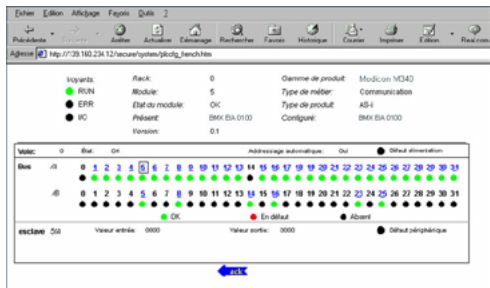 Fichier Edition Affichage Favoris Outils ?
Précédente Suivante Arrêter Actualiser Démarrage Rechercher Favoris Historique Courrier Imprimer Edition Real.com
Adresse http://139.160.234.12/secure/system/plccfg_french.htm
Voyants: Rack: 0 Gamme de produit: Modicon M340
RUN Module: 5 Type de métier: Communication
ERR Etat du module: OK Type de produit: AS-i
I/O Présent: BMX EIA 0100 Configuré: BMX EIA 0100
Version: 0.1
Voie: 0 Etat: On Addressage automatique: Oui Défaut alimentation
Bus /A 0 1 2 3 4 5 6 7 8 9 10 11 12 13 14 15 16 17 18 19 20 21 22 23 24 25 26 27 28 29 30 31
/B 0 1 2 3 4 5 6 7 8 9 10 11 12 13 14 15 16 17 18 19 20 21 22 23 24 25 26 27 28 29 30 31
OK En défaut Absent
esclave 5/A Valeur entrée: 0000 Valeur sortie: 0000 Défaut périphérique